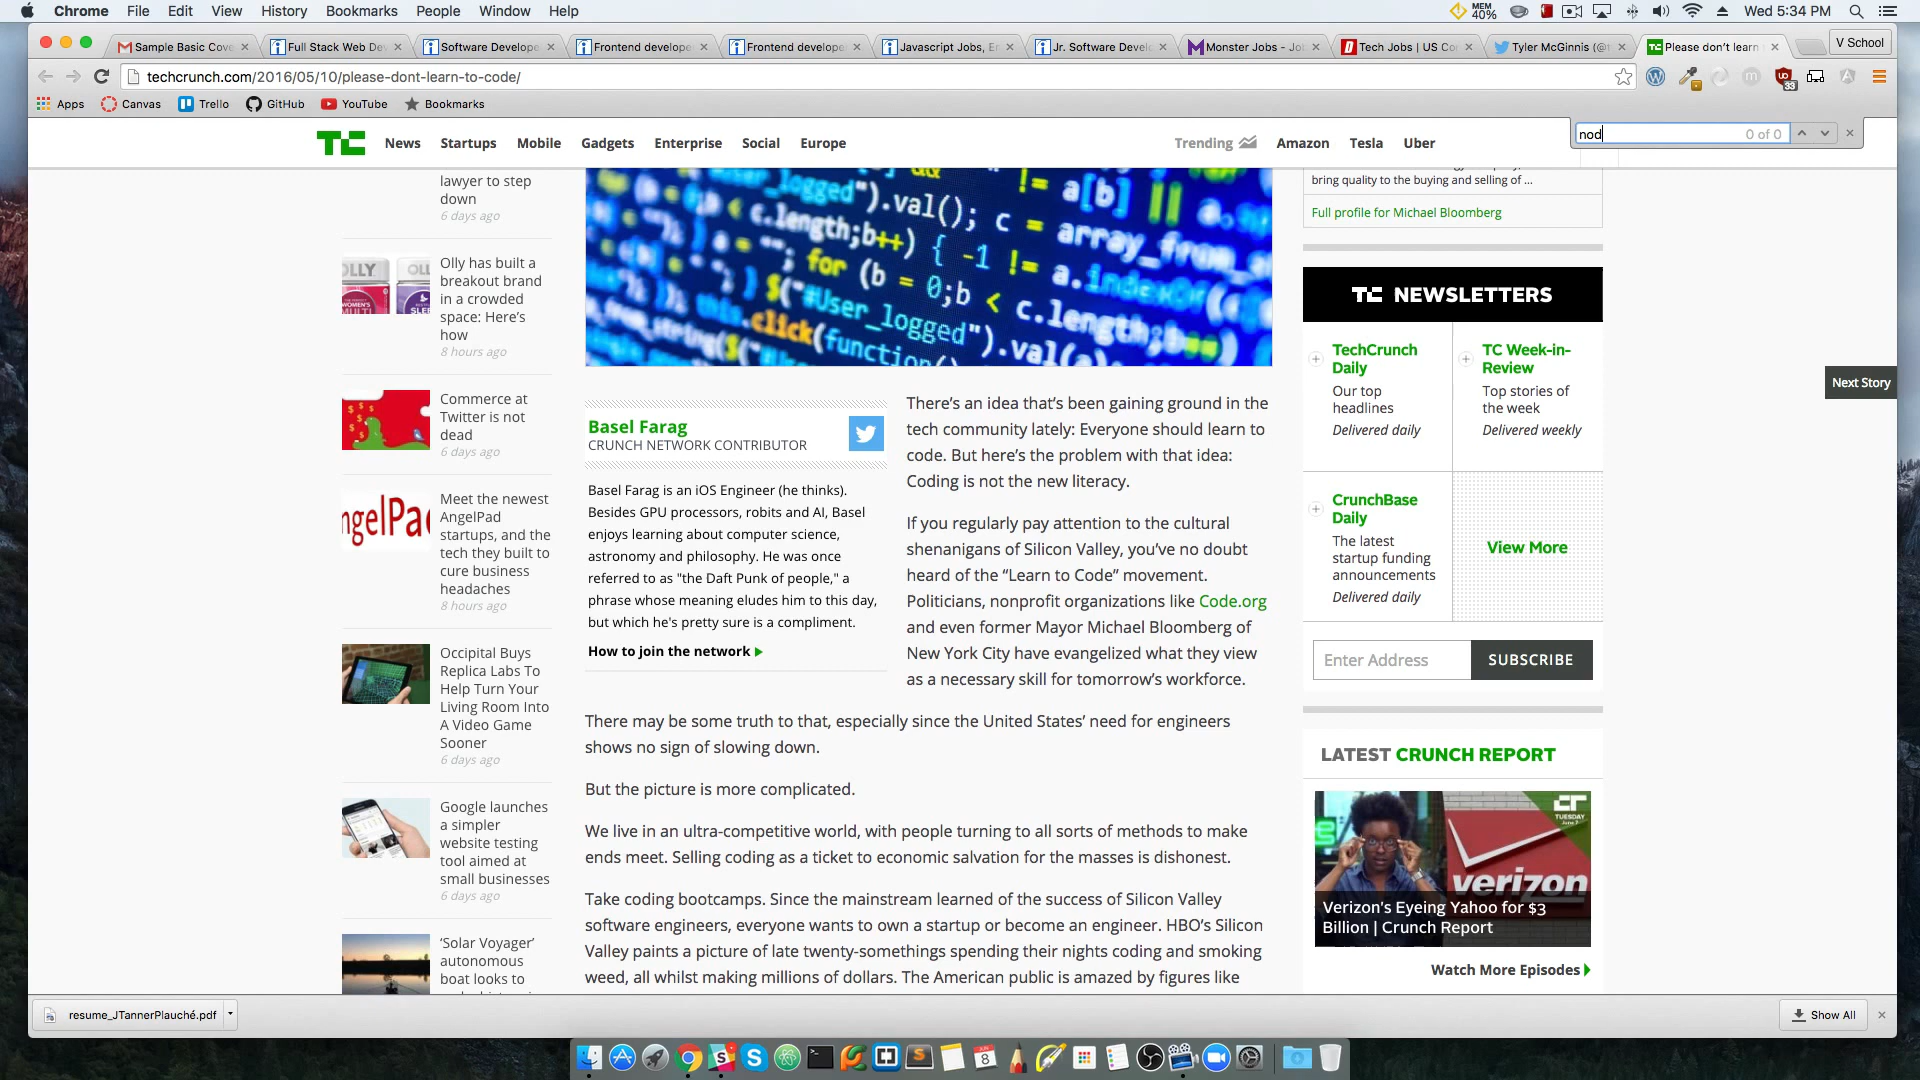 Chrome File Edit View History Bookmarks People Window Help
MEM 40% Wed 5:34 PM
Sample Basic Cove
Full Stack Web Dev
Software Develope
Frontend develope
Frontend develope
Javascript Jobs, E
Jr. Software Devel
Monster Jobs - Jo
Tech Jobs | US Co
Tyler McGinnis (@t
Please don't learn
V School
techcrunch.com/2016/05/10/please-dont-learn-to-code/
33
Apps Canvas Trello GitHub YouTube Bookmarks
nod 0 of 0
News Startups Mobile Gadgets Enterprise Social Europe
Trending Amazon Tesla Uber
lawyer to step
down
6 days ago
Olly has built a
breakout brand
in a crowded
space: Here's
how
8 hours ago
Commerce at
Twitter is not
dead
6 days ago
Meet the newest
AngelPad
startups, and the
tech they built to
cure business
headaches
8 hours ago
Occipital Buys
Replica Labs To
Help Turn Your
Living Room Into
A Video Game
Sooner
6 days ago
Google launches
a simpler
website testing
tool aimed at
small businesses
6 days ago
'Solar Voyager'
autonomous
boat looks to
_logged").val(); c = array_from_
c.length;b++) { -1 != a.indexOf(
for (b = 0;b < c.length;b++)
$("#User_logged").val(
this.click(function()
Basel Farag
CRUNCH NETWORK CONTRIBUTOR
Basel Farag is an iOS Engineer (he thinks).
Besides GPU processors, robits and AI, Basel
enjoys learning about computer science,
astronomy and philosophy. He was once
referred to as "the Daft Punk of people," a
phrase whose meaning eludes him to this day,
but which he's pretty sure is a compliment.
How to join the network
There's an idea that's been gaining ground in the
tech community lately: Everyone should learn to
code. But here's the problem with that idea:
Coding is not the new literacy.
If you regularly pay attention to the cultural
shenanigans of Silicon Valley, you've no doubt
heard of the “Learn to Code” movement.
Politicians, nonprofit organizations like Code.org
and even former Mayor Michael Bloomberg of
New York City have evangelized what they view
as a necessary skill for tomorrow's workforce.
There may be some truth to that, especially since the United States' need for engineers
shows no sign of slowing down.
But the picture is more complicated.
We live in an ultra-competitive world, with people turning to all sorts of methods to make
ends meet. Selling coding as a ticket to economic salvation for the masses is dishonest.
Take coding bootcamps. Since the mainstream learned of the success of Silicon Valley
software engineers, everyone wants to own a startup or become an engineer. HBO's Silicon
Valley paints a picture of late twenty-somethings spending their nights coding and smoking
weed, all whilst making millions of dollars. The American public is amazed by figures like
bring quality to the buying and selling of ...
Full profile for Michael Bloomberg
TC NEWSLETTERS
TechCrunch
Daily
Our top
headlines
Delivered daily
TC Week-in-
Review
Top stories of
the week
Delivered weekly
CrunchBase
Daily
The latest
startup funding
announcements
Delivered daily
View More
Enter Address SUBSCRIBE
LATEST CRUNCH REPORT
CR
TUESDAY
verizon
Verizon's Eyeing Yahoo for $3
Billion | Crunch Report
Watch More Episodes
Next Story
resume_JTannerPlauché.pdf
Show All
JUN
8